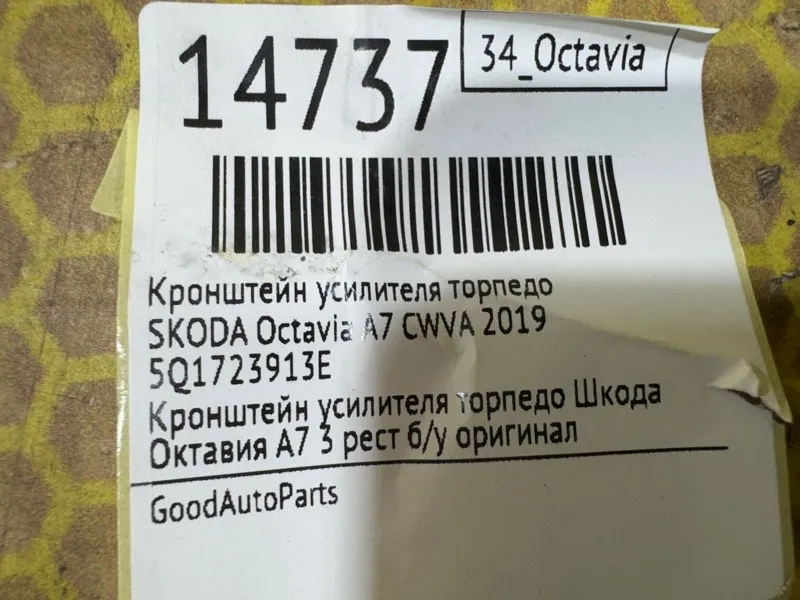 14737
34_Octavia
Кронштейн усилителя торпедо
SKODA Octavia A7 CWVA 2019
5Q1723913E
Кронштейн усилителя торпедо Шкода
Октавия А7 3 рест б/у оригинал
GoodAutoParts